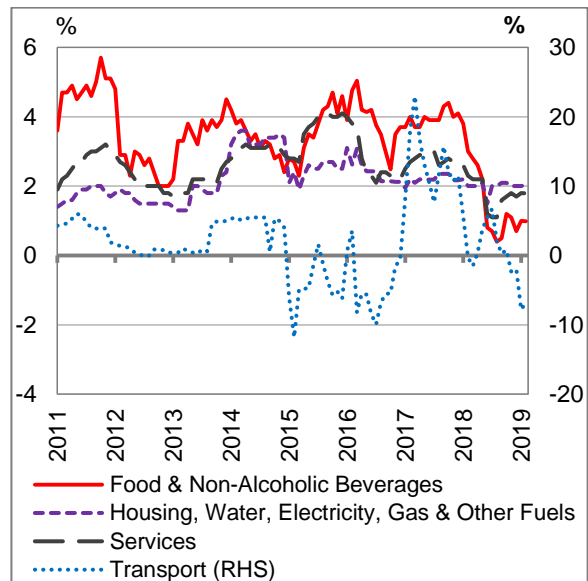 % %
6 30
4 20
2 10
0 0
-2 -10
-4 -20
2011 2012 2013 2014 2015 2016 2017 2018 2019
Food & Non-Alcoholic Beverages
Housing, Water, Electricity, Gas & Other Fuels
Services
Transport (RHS)